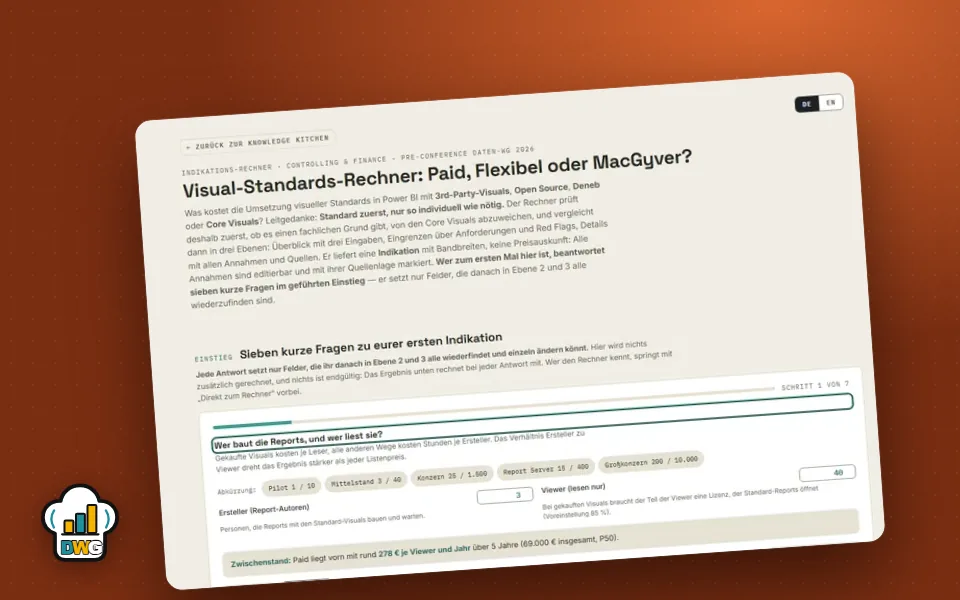 DE EN
← ZURÜCK ZUR KNOWLEDGE KITCHEN
INDIKATIONS-RECHNER · CONTROLLING & FINANCE · PRE-CONFERENCE DATEN-WG 2026
Visual-Standards-Rechner: Paid, Flexibel oder MacGyver?
Was kostet die Umsetzung visueller Standards in Power BI mit 3rd-Party-Visuals, Open Source, Deneb
oder Core Visuals? Leitgedanke: Standard zuerst, nur so individuell wie nötig. Der Rechner prüft
deshalb zuerst, ob es einen fachlichen Grund gibt, von den Core Visuals abzuweichen, und vergleicht
dann in drei Ebenen: Überblick mit drei Eingaben, Eingrenzen über Anforderungen und Red Flags, Details
mit allen Annahmen und Quellen. Er liefert eine Indikation mit Bandbreiten, keine Preisauskunft: Alle
Annahmen sind editierbar und mit ihrer Quellenlage markiert. Wer zum ersten Mal hier ist, beantwortet
sieben kurze Fragen im geführten Einstieg — er setzt nur Felder, die danach in Ebene 2 und 3 alle
wiederzufinden sind.
EINSTIEG Sieben kurze Fragen zu eurer ersten Indikation
Jede Antwort setzt nur Felder, die ihr danach in Ebene 2 und 3 alle wiederfindet und einzeln ändern könnt. Hier wird nichts
zusätzlich gerechnet, und nichts ist endgültig: Das Ergebnis unten rechnet bei jeder Antwort mit. Wer den Rechner kennt, springt mit
„Direkt zum Rechner" vorbei.
SCHRITT 1 VON 7
Wer baut die Reports, und wer liest sie?
Gekaufte Visuals kosten je Leser, alle anderen Wege kosten Stunden je Ersteller. Das Verhältnis Ersteller zu
Viewer dreht das Ergebnis stärker als jeder Listenpreis.
Abkürzung: Pilot 1 / 10 Mittelstand 3 / 40 Konzern 25 / 1.500 Report Server 15 / 400 Großkonzern 200 / 10.000
Ersteller (Report-Autoren) 3
Personen, die Reports mit den Standard-Visuals bauen und warten.
Viewer (lesen nur) 40
Bei gekauften Visuals braucht der Teil der Viewer eine Lizenz, der Standard-Reports öffnet
(Voreinstellung 85 %).
Zwischenstand: Paid liegt vorn mit rund 278 € je Viewer und Jahr über 5 Jahre (69.000 € insgesamt, P50).
DWG